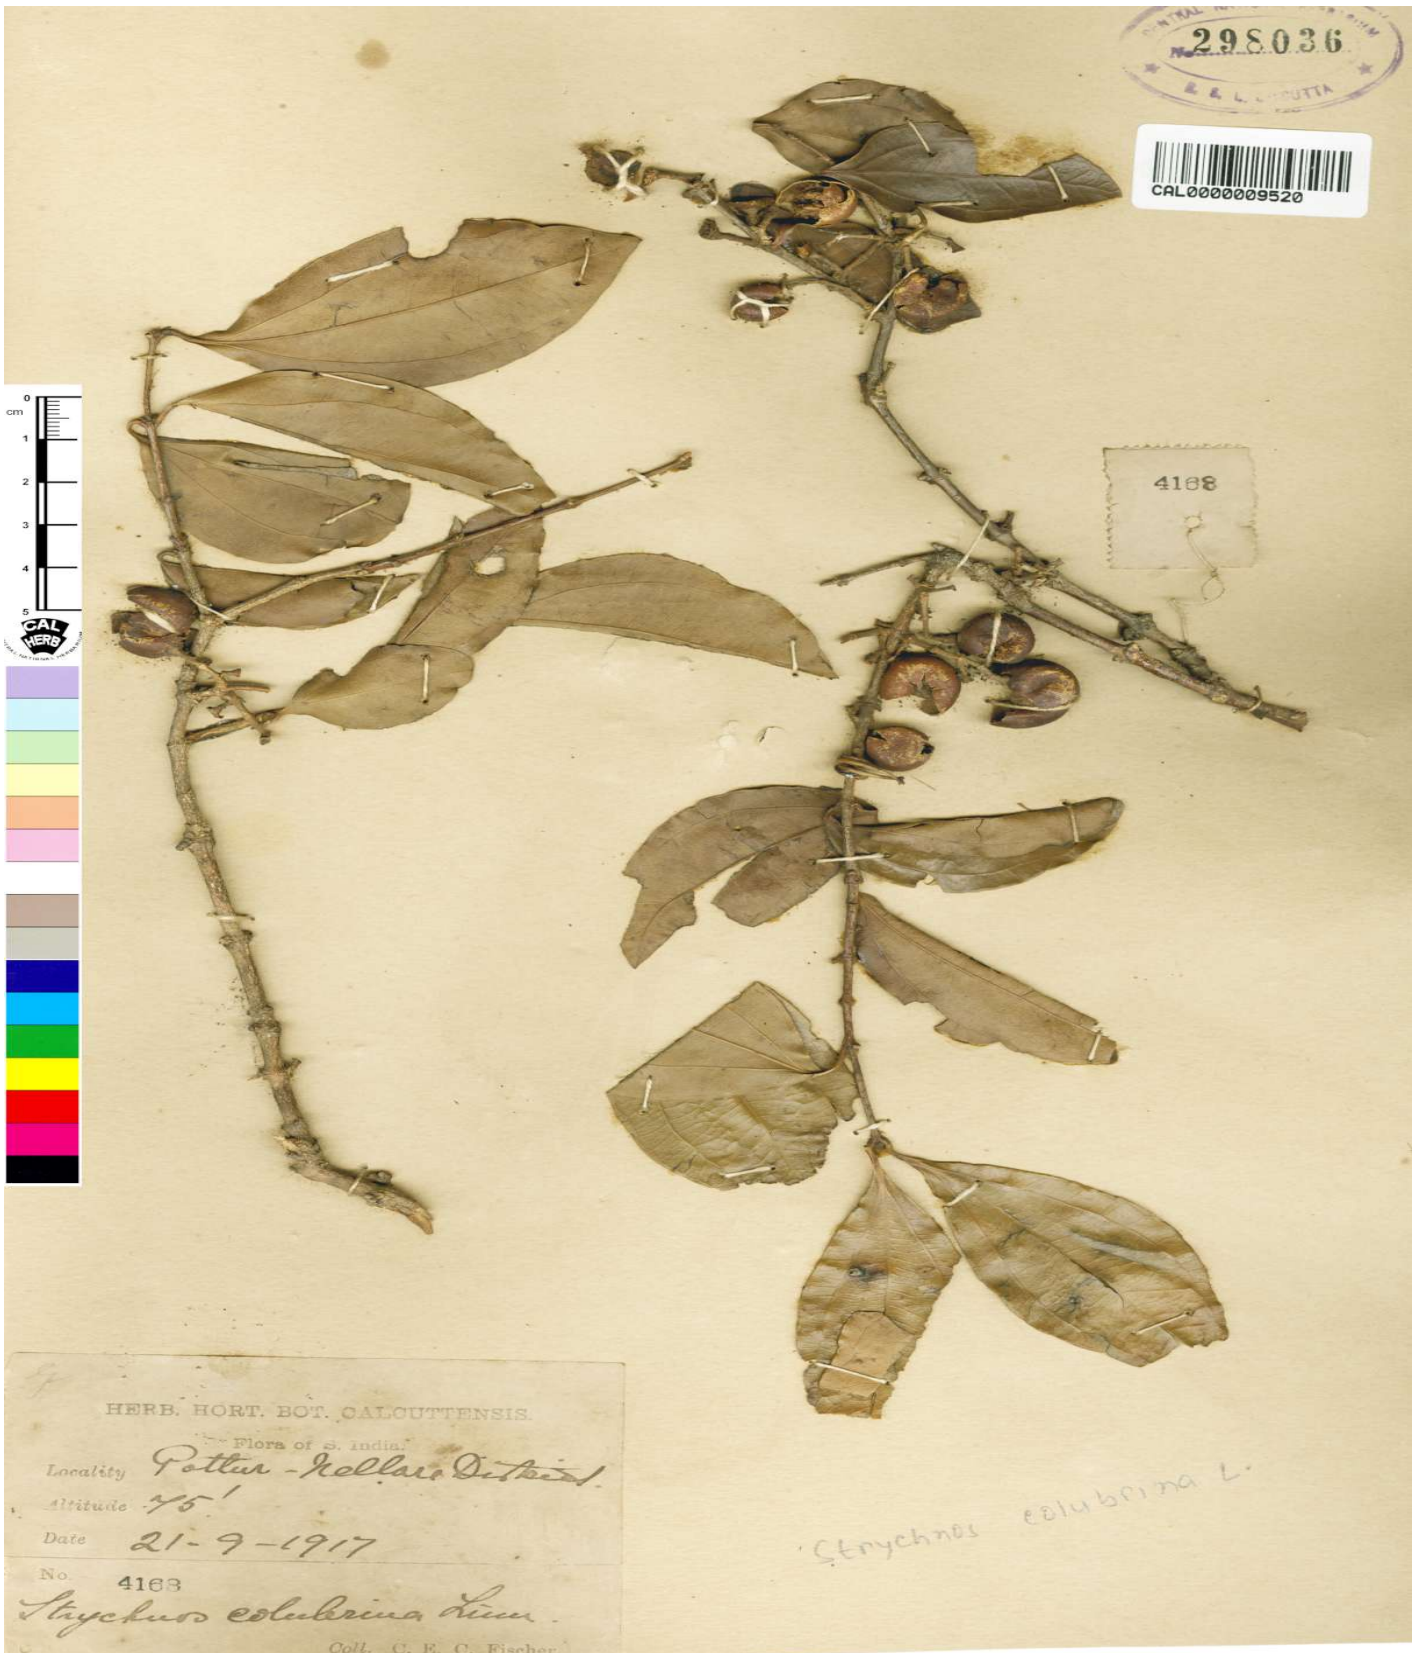 No. 298036
CAL0000009520
0
cm
1
2
3
4
5
CAL
HERB
4168
HERB. HORT. BOT. CALCUTTENSIS.
Flora of S. India.
Locality Pottur - Nellore District.
Altitude 75'
Date 21-9-1917
No. 4168
Strychnos colubrina Linn.
Coll. C. E. C. Fischer
Strychnos colubrina L.